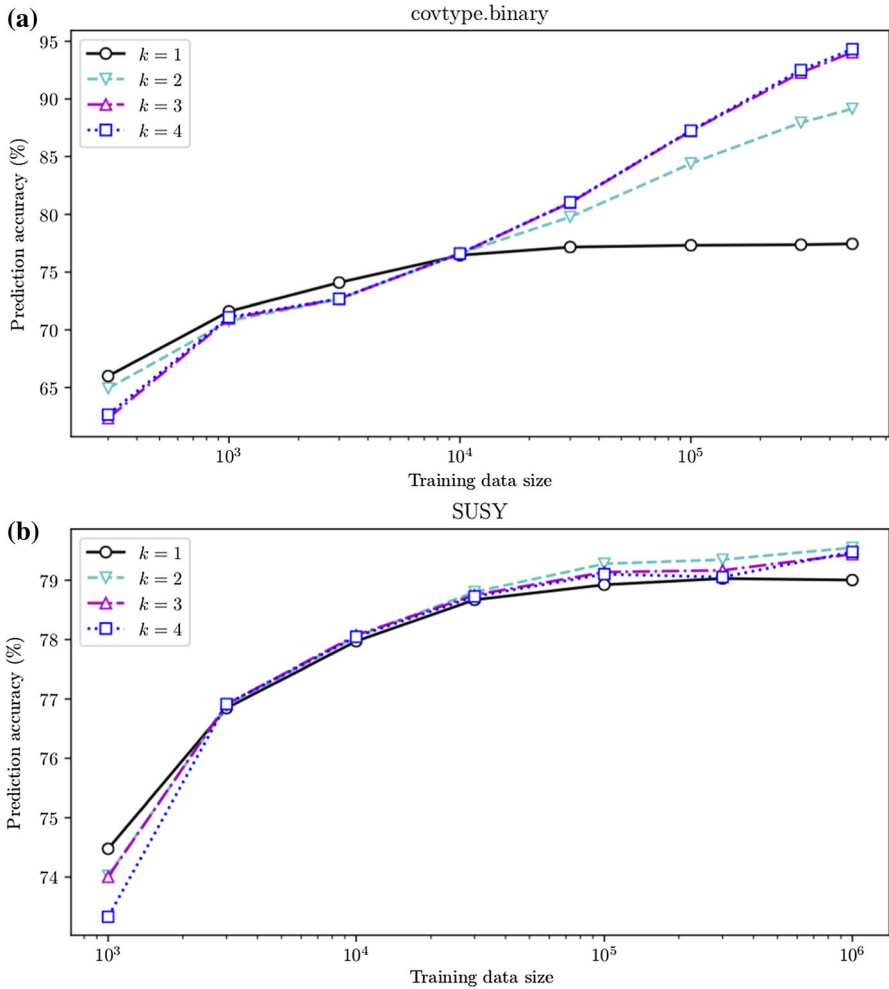 (a)
covtype.binary
k = 1
k = 2
k = 3
k = 4
Prediction accuracy (%)
95
90
85
80
75
70
65
10³
10⁴
10⁵
Training data size
(b)
SUSY
k = 1
k = 2
k = 3
k = 4
Prediction accuracy (%)
79
78
77
76
75
74
10³
10⁴
10⁵
10⁶
Training data size